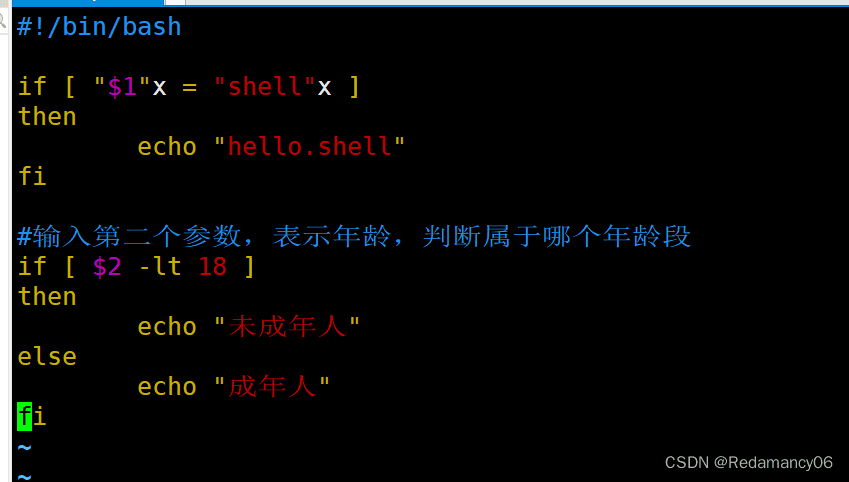 #!/bin/bash
if [ "$1"x = "shell"x ]
then
        echo "hello.shell"
fi
#输入第二个参数，表示年龄，判断属于哪个年龄段
if [ $2 -lt 18 ]
then
        echo "未成年人"
else
        echo "成年人"
fi
~
~
CSDN @Redamancy06